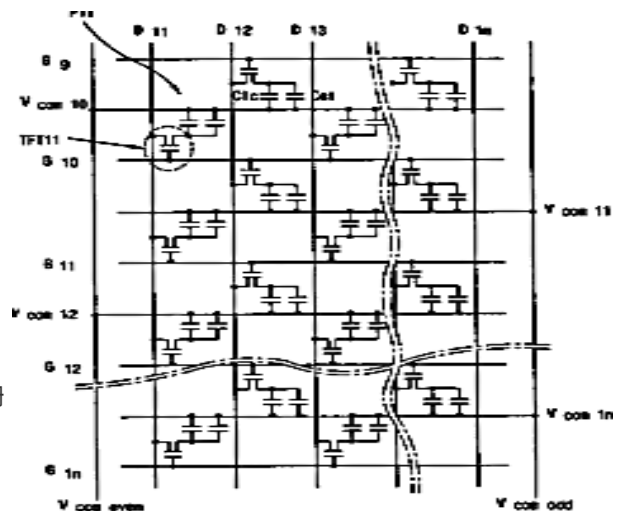 D 11 D 12 D 13 D 1n
G 9
V com 10 Clc Cst
TFT11
G 10
V com 11
G 11
V com 12
G 12
V com 1n
G 1n
V com even V com odd